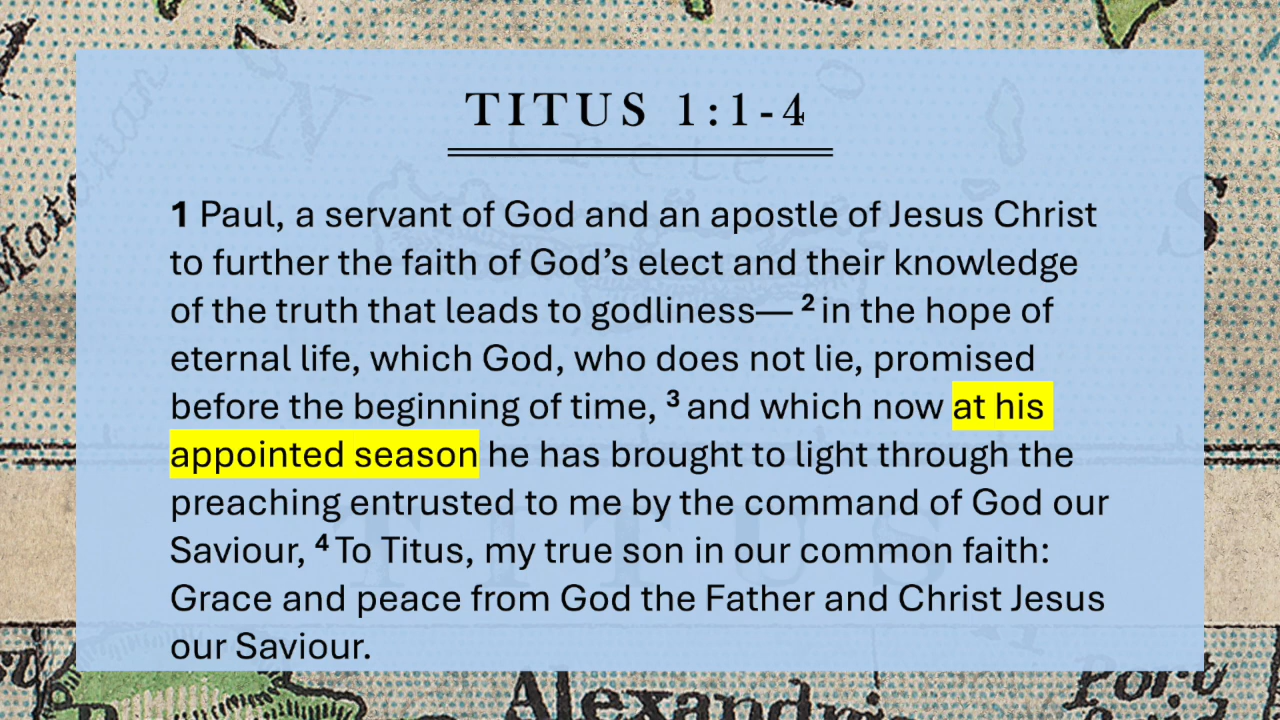 TITUS 1:1-4
1 Paul, a servant of God and an apostle of Jesus Christ
to further the faith of God’s elect and their knowledge
of the truth that leads to godliness— 2 in the hope of
eternal life, which God, who does not lie, promised
before the beginning of time, 3 and which now at his
appointed season he has brought to light through the
preaching entrusted to me by the command of God our
Saviour, 4 To Titus, my true son in our common faith:
Grace and peace from God the Father and Christ Jesus
our Saviour.
TITUS